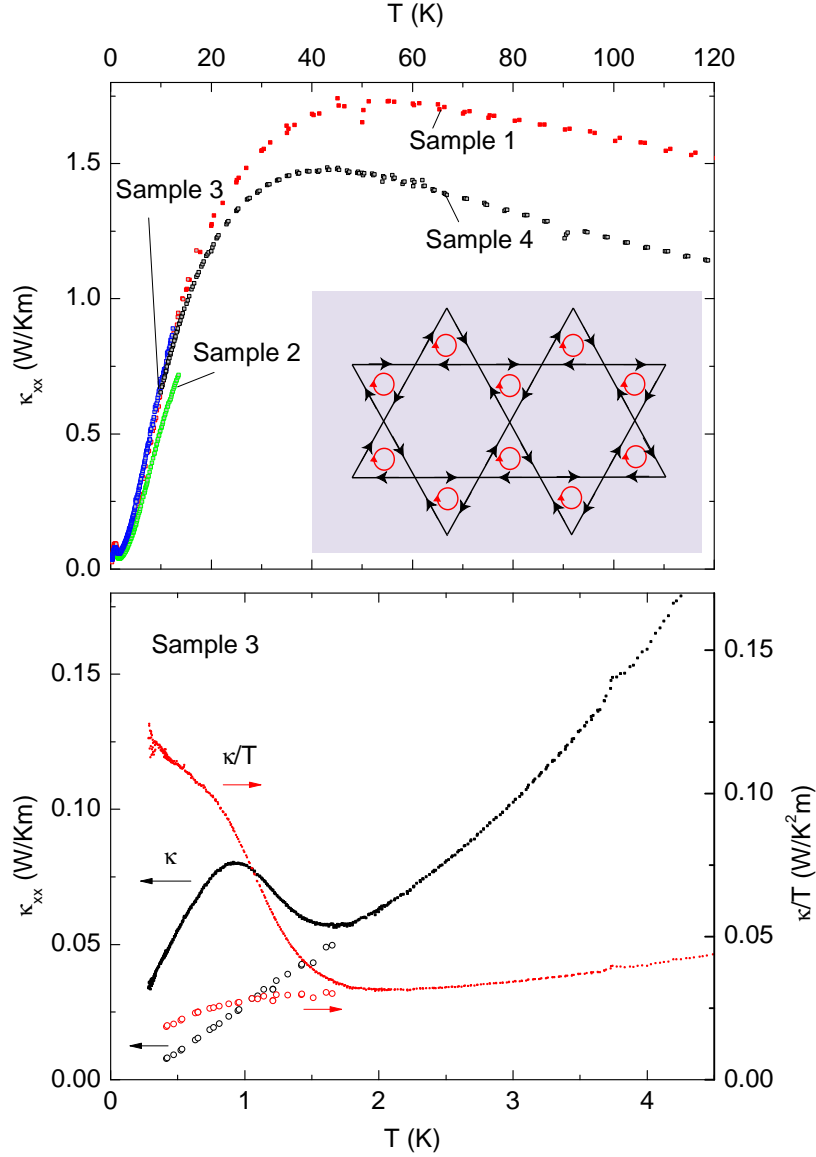 T (K)
0 20 40 60 80 100 120
1.5
1.0
0.5
0.0
κxx (W/Km)
Sample 1
Sample 3
Sample 4
Sample 2
Sample 3
0.15
0.10
0.05
0.00
κxx (W/Km)
κ/T
κ
0.15
0.10
0.05
0.00
κ/T (W/K²m)
0 1 2 3 4
T (K)